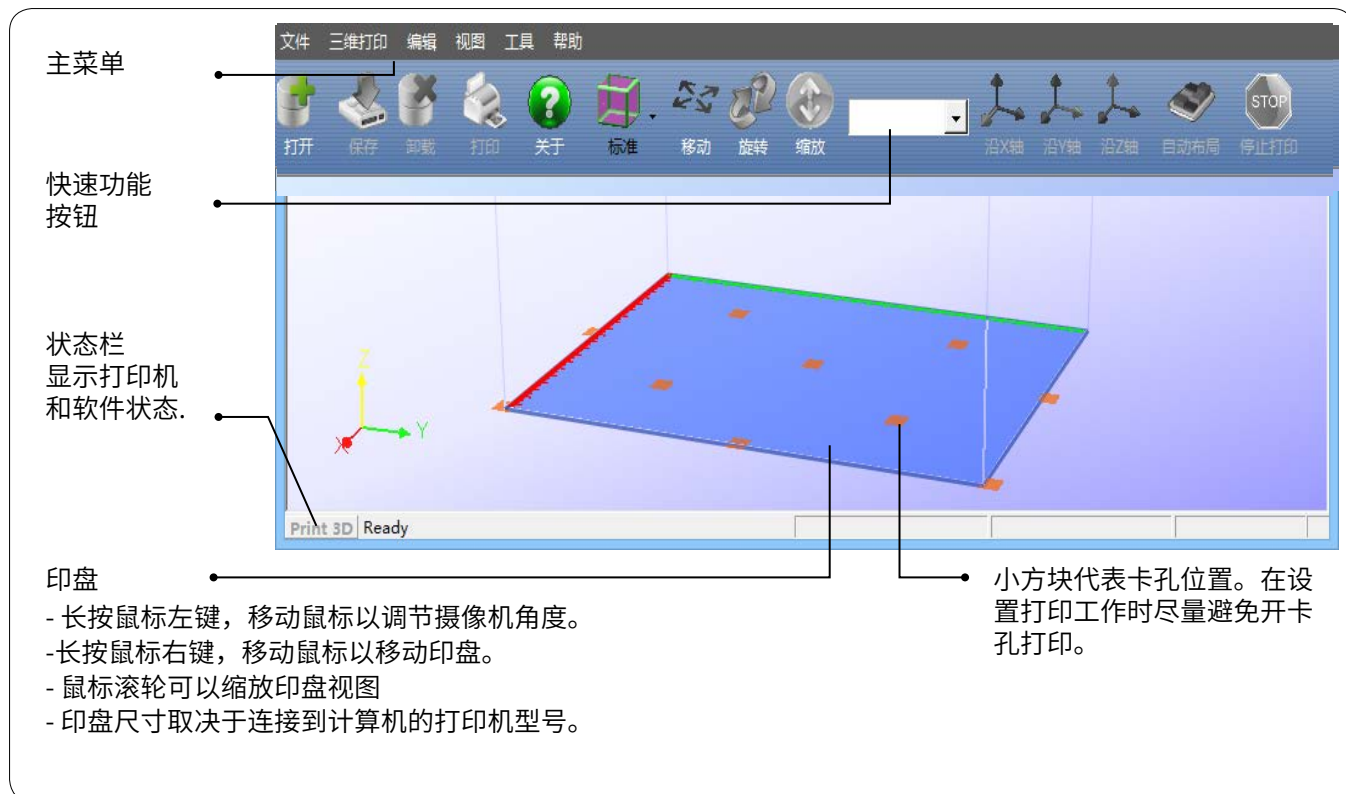 文件 三维打印 编辑 视图 工具 帮助
主菜单
STOP
打开 保存 卸载 打印 关于 标准 移动 旋转 缩放 沿X轴 沿Y轴 沿Z轴 自动布局 停止打印
快速功能
按钮
状态栏
显示打印机
和软件状态.
Z
Y
X
Print 3D Ready
印盘
- 长按鼠标左键，移动鼠标以调节摄像机角度。
-长按鼠标右键，移动鼠标以移动印盘。
- 鼠标滚轮可以缩放印盘视图
- 印盘尺寸取决于连接到计算机的打印机型号。
小方块代表卡孔位置。在设
置打印工作时尽量避免开卡
孔打印。